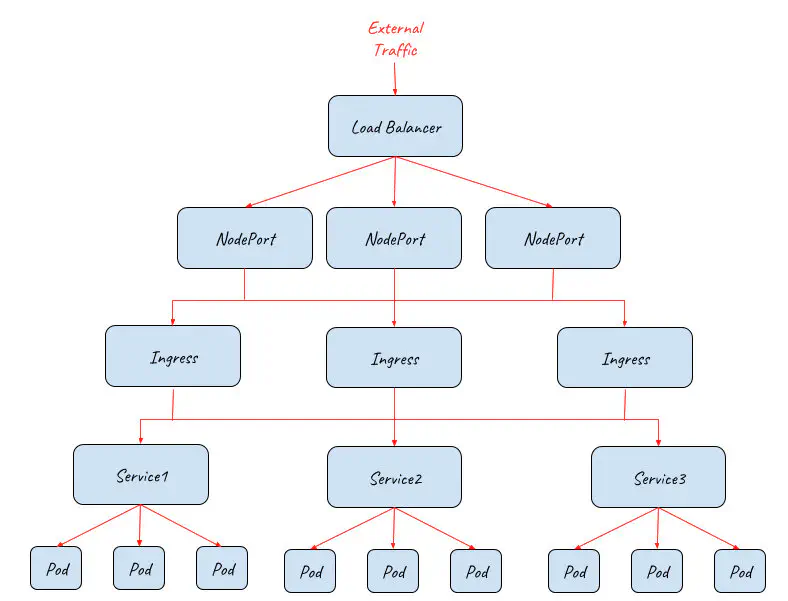 External
Traffic
Load Balancer
NodePort
NodePort
NodePort
Ingress
Ingress
Ingress
Service1
Service2
Service3
Pod
Pod
Pod
Pod
Pod
Pod
Pod
Pod
Pod